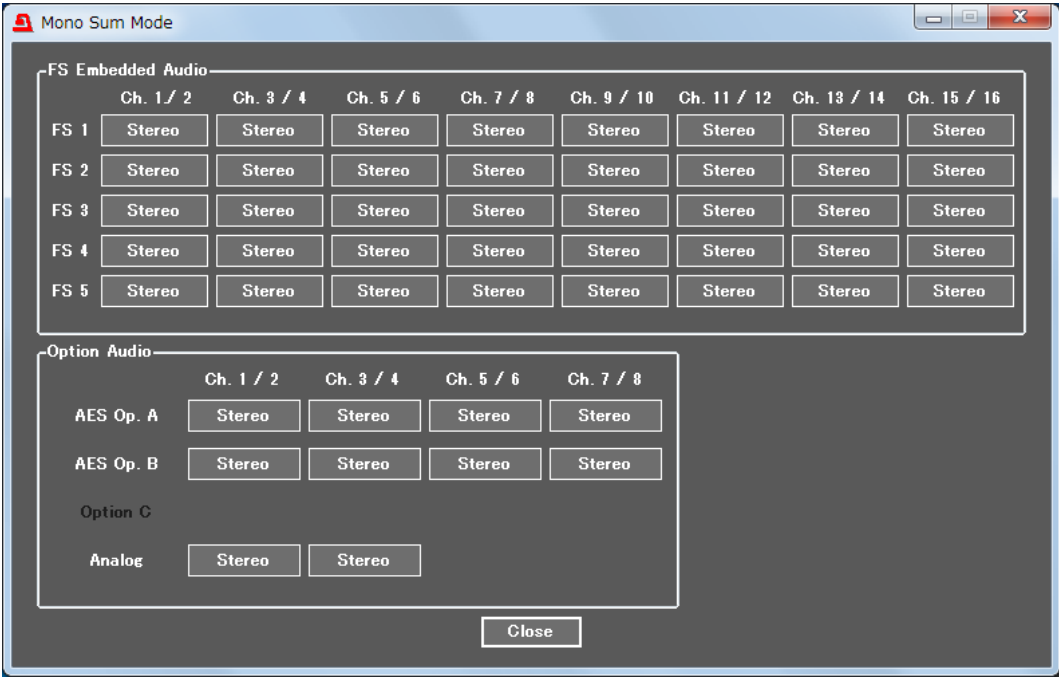 Mono Sum Mode
FS Embedded Audio
Ch. 1 / 2 Ch. 3 / 4 Ch. 5 / 6 Ch. 7 / 8 Ch. 9 / 10 Ch. 11 / 12 Ch. 13 / 14 Ch. 15 / 16
FS 1 Stereo Stereo Stereo Stereo Stereo Stereo Stereo Stereo
FS 2 Stereo Stereo Stereo Stereo Stereo Stereo Stereo Stereo
FS 3 Stereo Stereo Stereo Stereo Stereo Stereo Stereo Stereo
FS 4 Stereo Stereo Stereo Stereo Stereo Stereo Stereo Stereo
FS 5 Stereo Stereo Stereo Stereo Stereo Stereo Stereo Stereo
Option Audio
Ch. 1 / 2 Ch. 3 / 4 Ch. 5 / 6 Ch. 7 / 8
AES Op. A Stereo Stereo Stereo Stereo
AES Op. B Stereo Stereo Stereo Stereo
Option C
Analog Stereo Stereo
Close